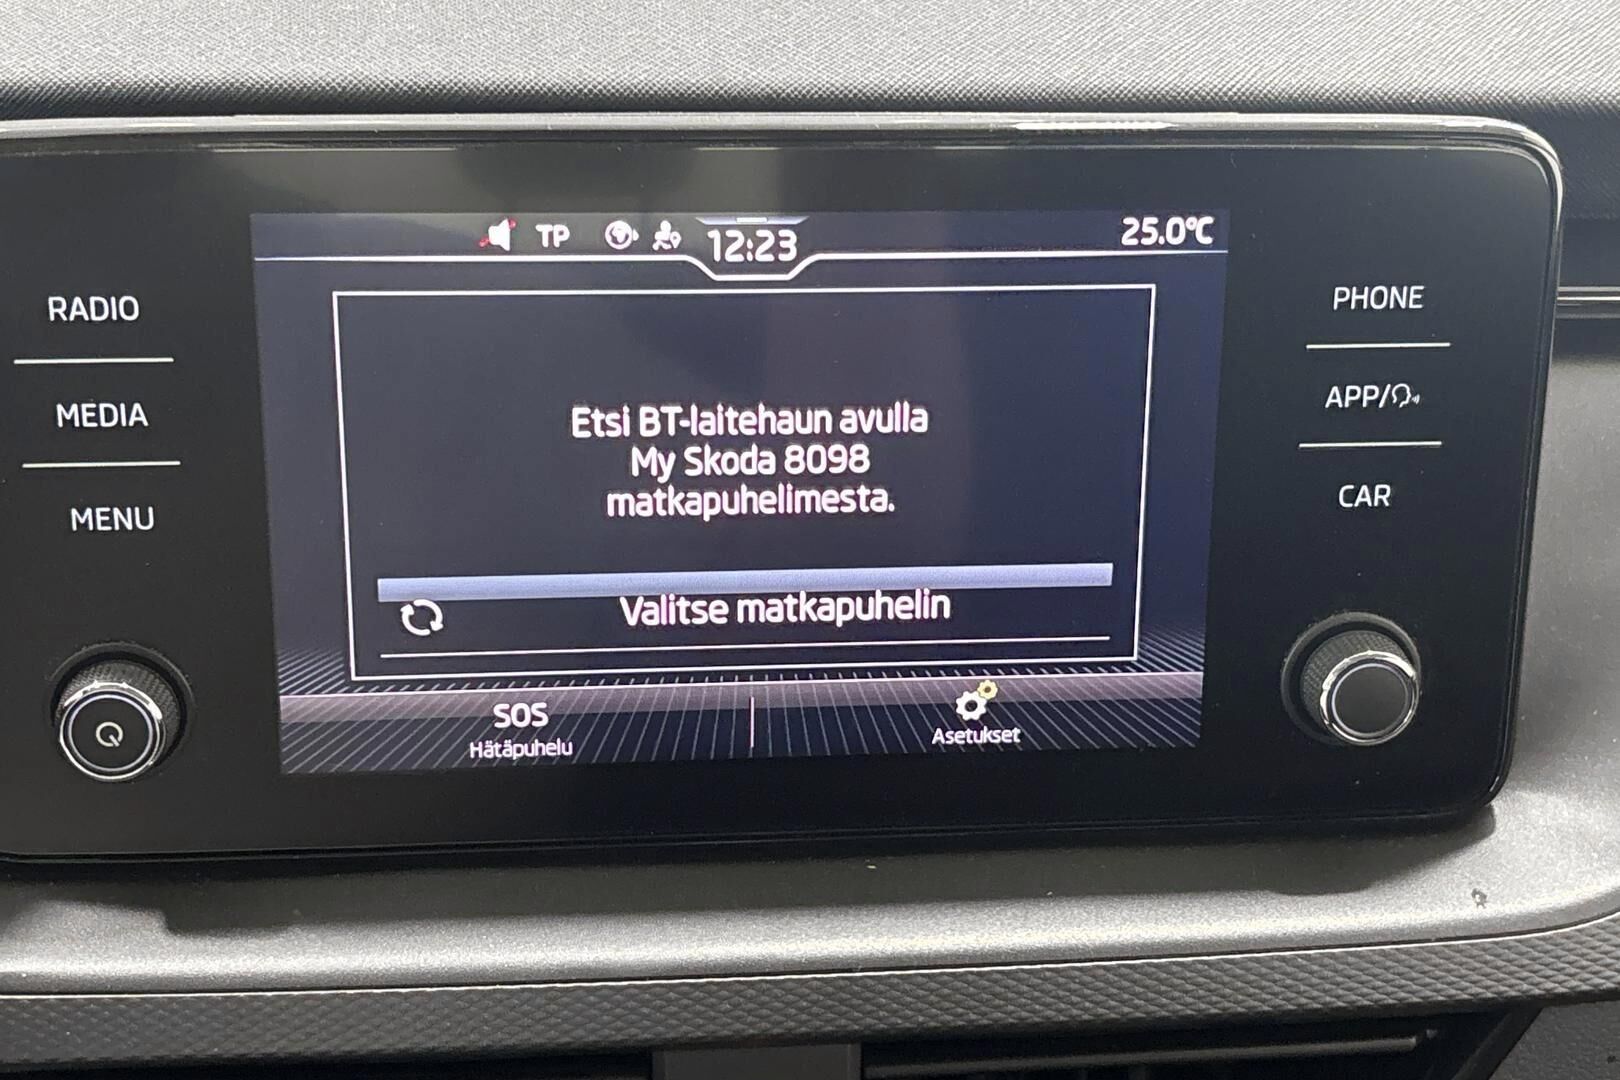 TP
12:23
25.0°C
RADIO
MEDIA
MENU
PHONE
APP/
CAR
Etsi BT-laitehaun avulla
My Skoda 8098
matkapuhelimesta.
Valitse matkapuhelin
SOS
Hätäpuhelu
Asetukset